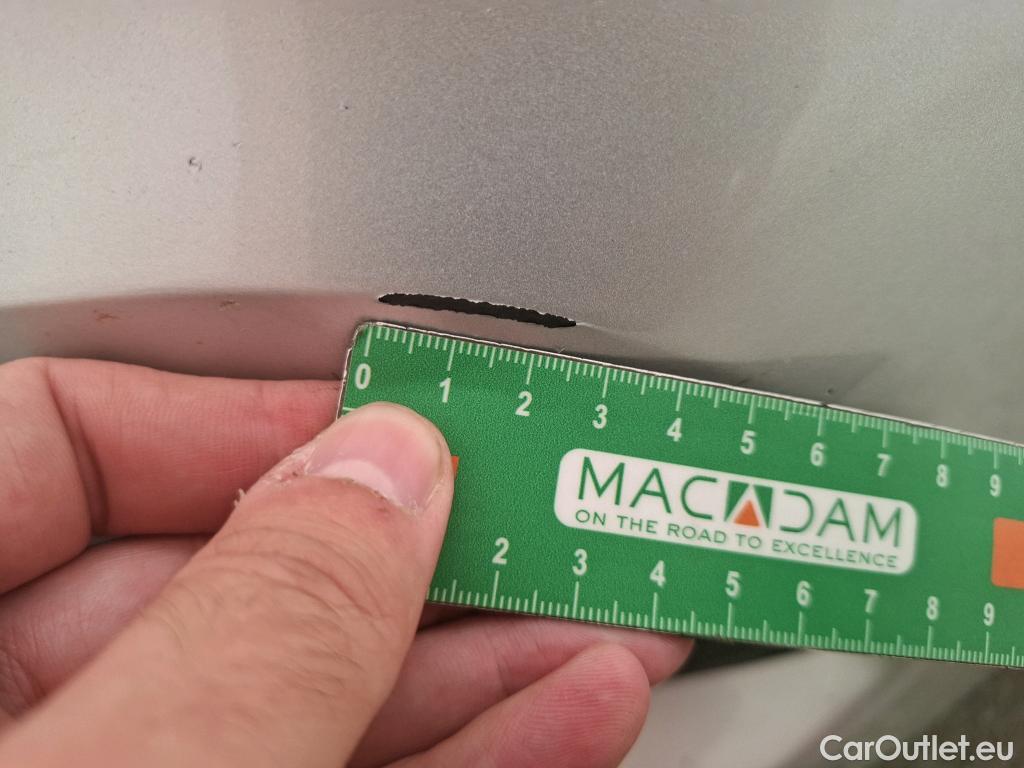 0 1 2 3 4 5 6 7 8 9
MACADAM
ON THE ROAD TO EXCELLENCE
2 3 4 5 6 7 8 9
CarOutlet.eu